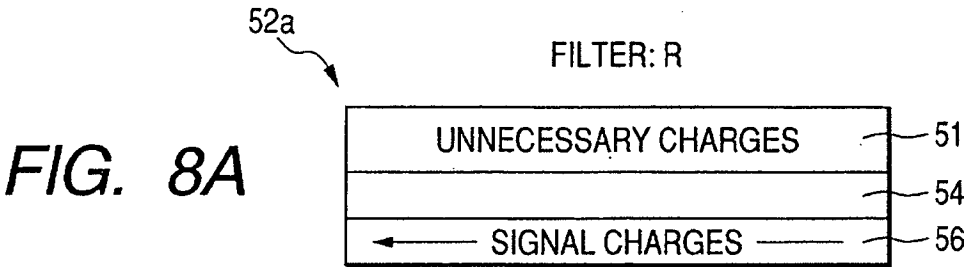 52a
FILTER: R
UNNECESSARY CHARGES
51
FIG. 8A
54
SIGNAL CHARGES
56